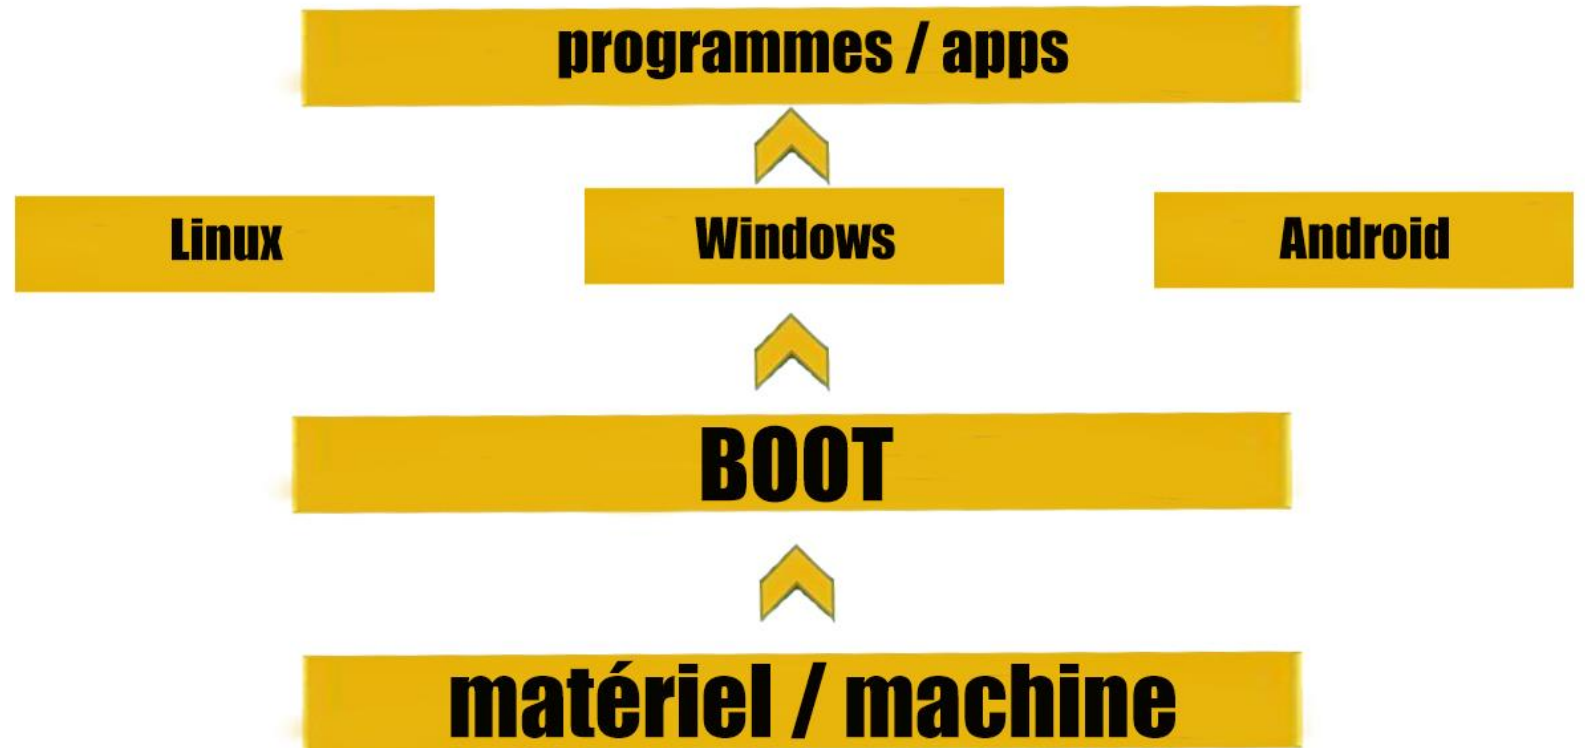 programmes / apps
Linux
Windows
Android
BOOT
matériel / machine